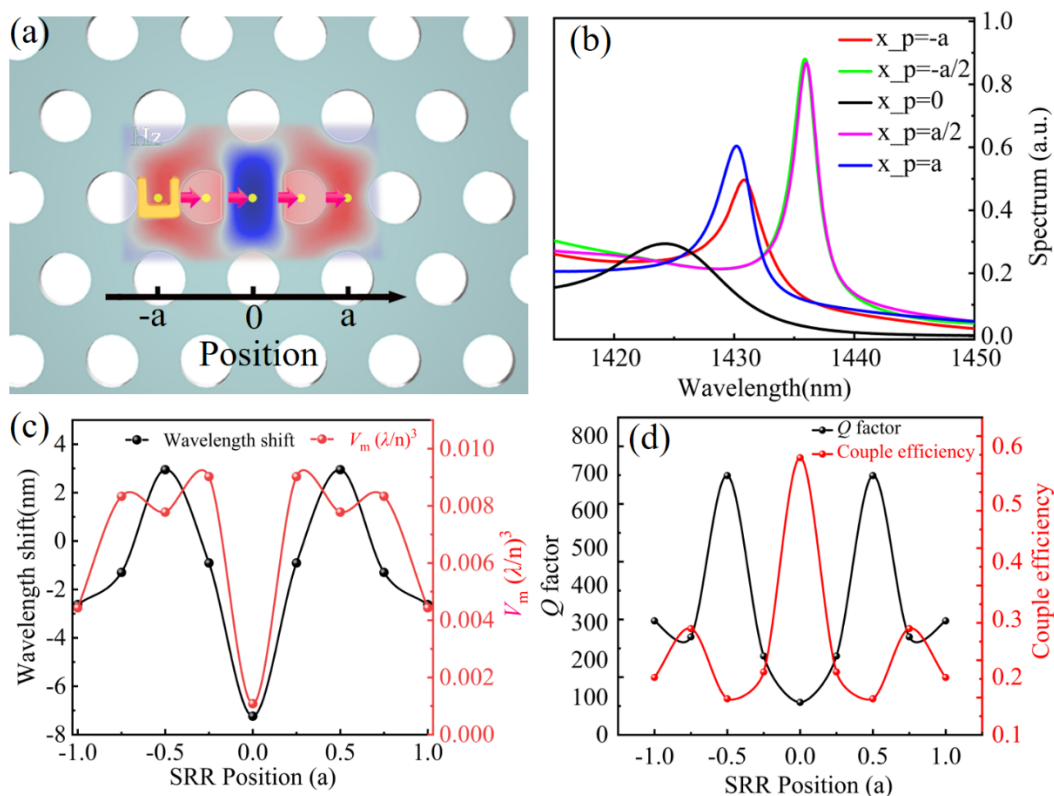 (a)
Hz
-a
0
a
Position
(b)
x_p=-a
x_p=-a/2
x_p=0
x_p=a/2
x_p=a
1.0
0.8
0.6
0.4
0.2
0.0
Spectrum (a.u.)
1420
1430
1440
1450
Wavelength(nm)
(c)
Wavelength shift
V_m (λ/n)^3
4
2
0
-2
-4
-6
-8
Wavelength shift(nm)
0.010
0.008
0.006
0.004
0.002
0.001
0.000
V_m (λ/n)^3
-1.0
-0.5
0.0
0.5
1.0
SRR Position (a)
(d)
Q factor
Couple efficiency
800
700
600
500
400
300
200
100
0
Q factor
0.6
0.5
0.3
0.2
0.1
Couple efficiency
-1.0
-0.5
0.0
0.5
1.0
SRR Position (a)